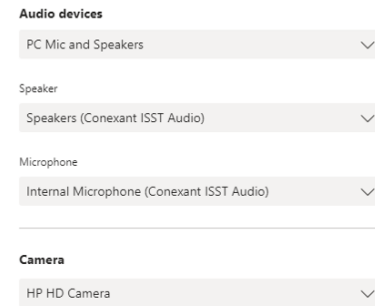 Audio devices
PC Mic and Speakers
Speaker
Speakers (Conexant ISST Audio)
Microphone
Internal Microphone (Conexant ISST Audio)
Camera
HP HD Camera